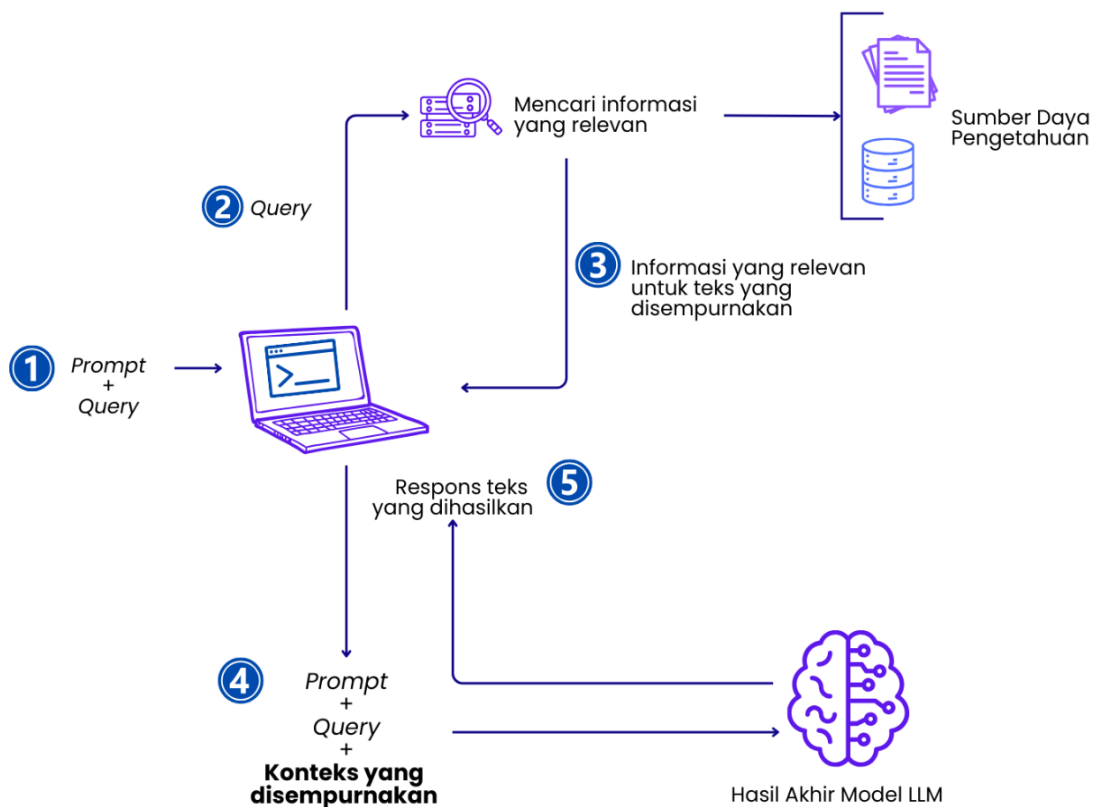 Mencari informasi
yang relevan
Sumber Daya
Pengetahuan
2 Query
3 Informasi yang relevan
untuk teks yang
disempurnakan
1 Prompt
+
Query
>_
Respons teks 5
yang dihasilkan
4 Prompt
+
Query
+
Konteks yang
disempurnakan
Hasil Akhir Model LLM